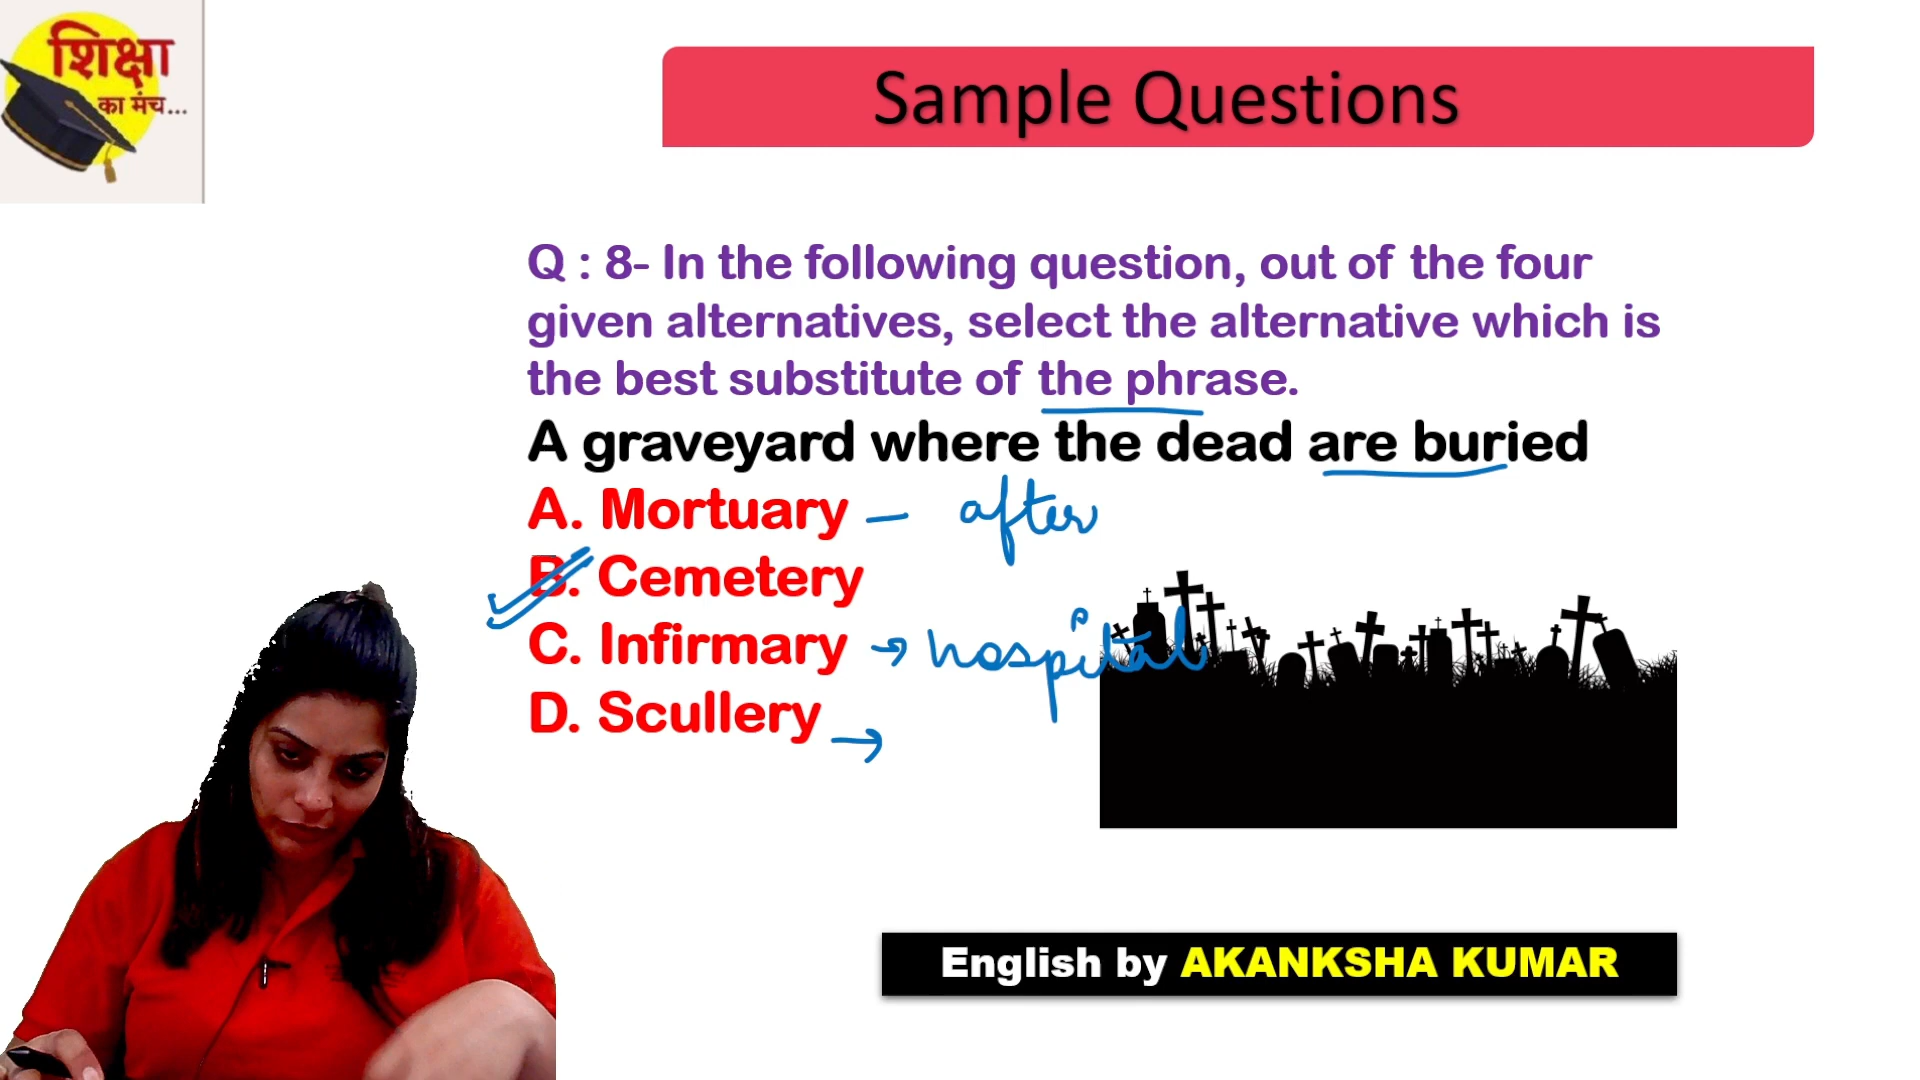 शिक्षा
का मंच...
Sample Questions
Q : 8- In the following question, out of the four
given alternatives, select the alternative which is
the best substitute of the phrase.
A graveyard where the dead are buried
A. Mortuary – after
B. Cemetery
C. Infirmary → hospital
D. Scullery →
English by AKANKSHA KUMAR